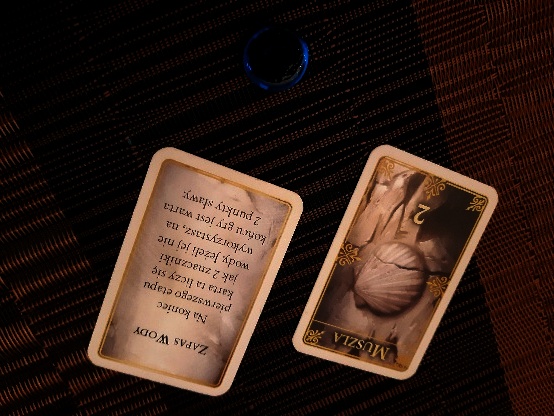 Zapas Wody
Na koniec
pierwszego etapu
karta ta liczy się
jak 2 znaczniki
wody. Jeżeli jej nie
wykorzystasz, na
końcu gry jest warta
2 punkty sławy.
Muszla
2